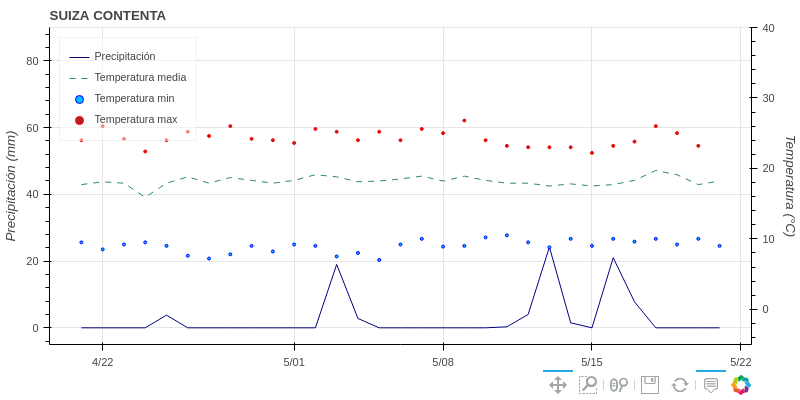 SUIZA CONTENTA
Precipitación
Temperatura media
Temperatura min
Temperatura max
Precipitación (mm)
80
60
40
20
0
Temperatura (°C)
40
30
20
10
0
4/22
5/01
5/08
5/15
5/22